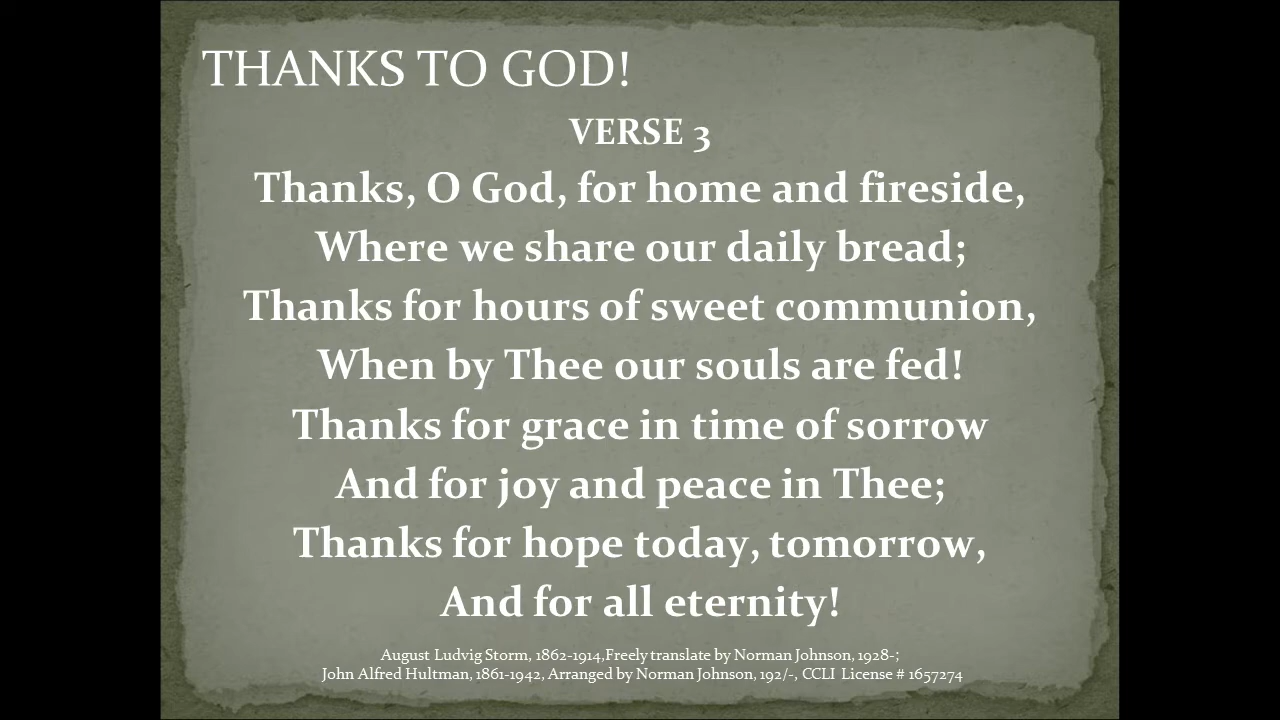 THANKS TO GOD!
VERSE 3
Thanks, O God, for home and fireside,
Where we share our daily bread;
Thanks for hours of sweet communion,
When by Thee our souls are fed!
Thanks for grace in time of sorrow
And for joy and peace in Thee;
Thanks for hope today, tomorrow,
And for all eternity!
August Ludvig Storm, 1862-1914,Freely translate by Norman Johnson, 1928-;
John Alfred Hultman, 1861-1942, Arranged by Norman Johnson, 192/-, CCLI License # 1657274